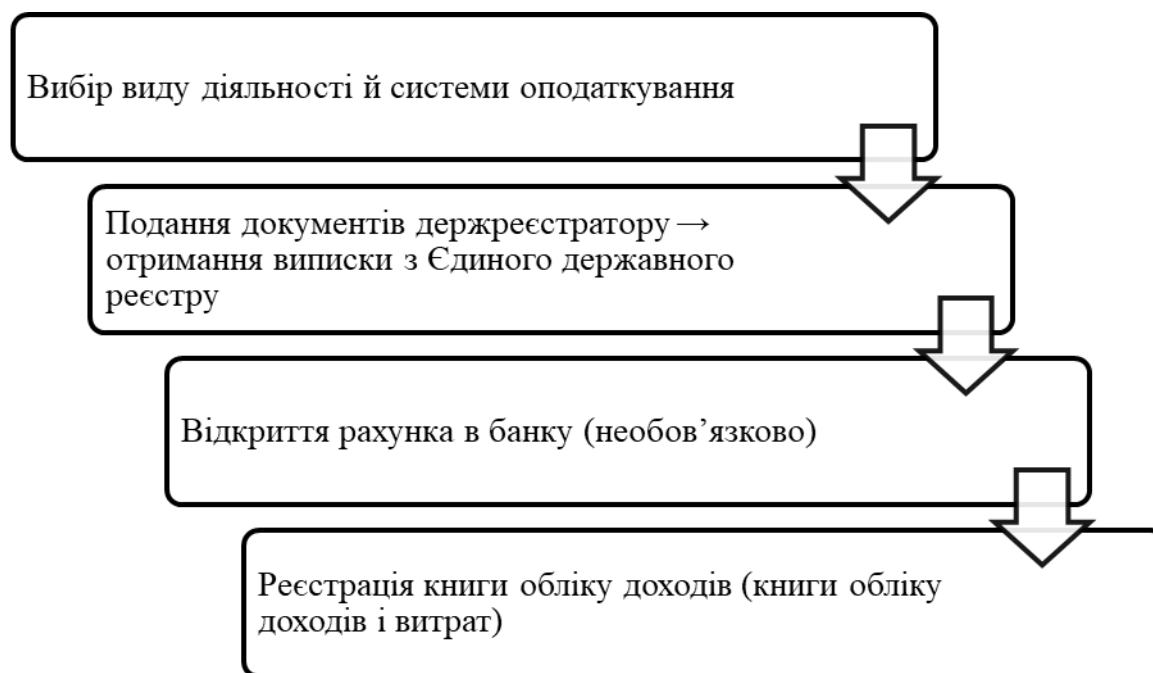 Вибір виду діяльності й системи оподаткування
Подання документів держреєстратору →
отримання виписки з Єдиного державного
реєстру
Відкриття рахунка в банку (необов’язково)
Реєстрація книги обліку доходів (книги обліку
доходів і витрат)